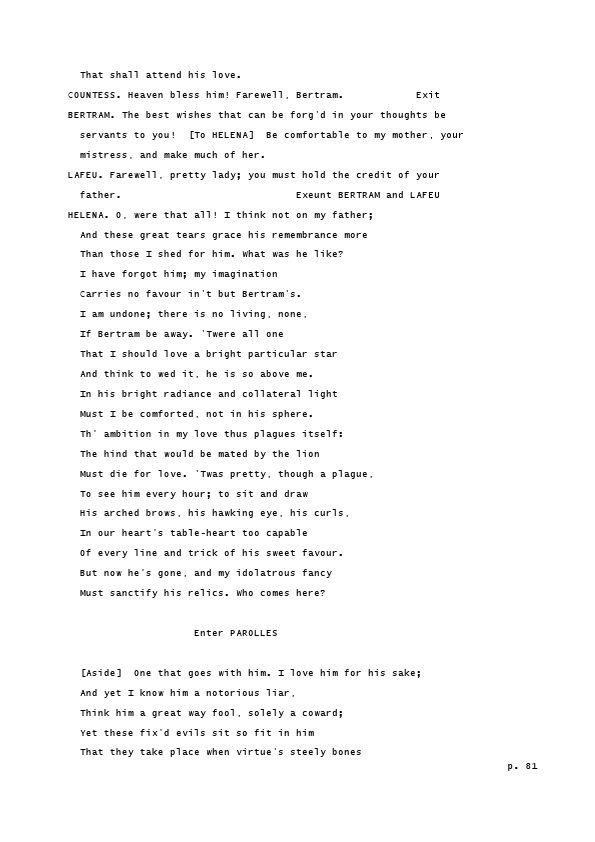 That shall attend his love.
COUNTESS. Heaven bless him! Farewell, Bertram. Exit
BERTRAM. The best wishes that can be forg'd in your thoughts be
servants to you! [To HELENA] Be comfortable to my mother, your
mistress, and make much of her.
LAFEU. Farewell, pretty lady; you must hold the credit of your
father. Exeunt BERTRAM and LAFEU
HELENA. O, were that all! I think not on my father;
And these great tears grace his remembrance more
Than those I shed for him. What was he like?
I have forgot him; my imagination
Carries no favour in't but Bertram's.
I am undone; there is no living, none,
If Bertram be away. 'Twere all one
That I should love a bright particular star
And think to wed it, he is so above me.
In his bright radiance and collateral light
Must I be comforted, not in his sphere.
Th' ambition in my love thus plagues itself:
The hind that would be mated by the lion
Must die for love. 'Twas pretty, though a plague,
To see him every hour; to sit and draw
His arched brows, his hawking eye, his curls,
In our heart's table-heart too capable
Of every line and trick of his sweet favour.
But now he's gone, and my idolatrous fancy
Must sanctify his relics. Who comes here?
Enter PAROLLES
[Aside] One that goes with him. I love him for his sake;
And yet I know him a notorious liar,
Think him a great way fool, solely a coward;
Yet these fix'd evils sit so fit in him
That they take place when virtue's steely bones
p. 81